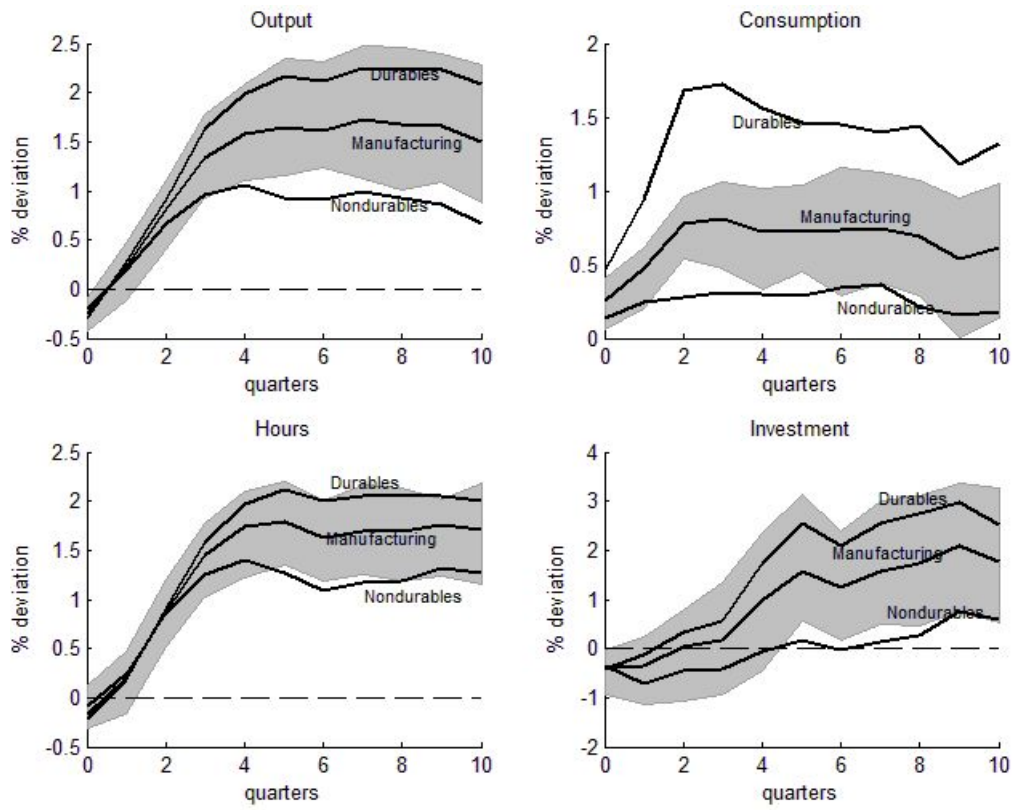 Output
% deviation
2.5
2
1.5
1
0.5
0
-0.5
0 2 4 6 8 10
quarters
Durables
Manufacturing
Nondurables
Consumption
% deviation
2
1.5
1
0.5
0
0 2 4 6 8 10
quarters
Durables
Manufacturing
Nondurables
Hours
% deviation
2.5
2
1.5
1
0.5
0
-0.5
0 2 4 6 8 10
quarters
Durables
Manufacturing
Nondurables
Investment
% deviation
4
3
2
1
0
-1
-2
0 2 4 6 8 10
quarters
Durables
Manufacturing
Nondurables